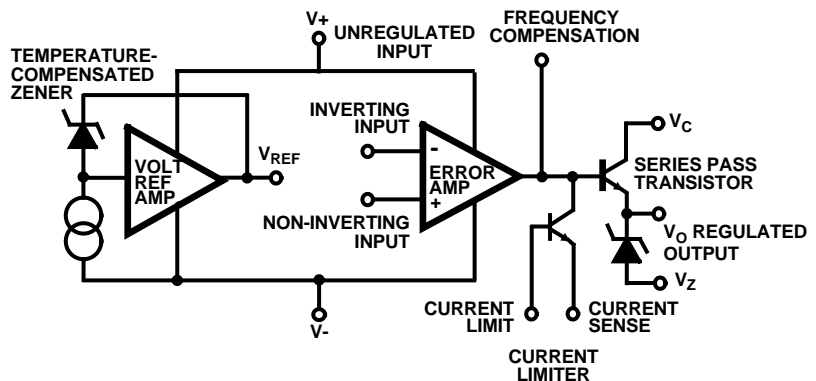 V+
UNREGULATED
INPUT
FREQUENCY
COMPENSATION
TEMPERATURE-
COMPENSATED
ZENER
INVERTING
INPUT
VOLT
REF
AMP
VREF
-
ERROR
AMP
+
NON-INVERTING
INPUT
VC
SERIES PASS
TRANSISTOR
VO REGULATED
OUTPUT
VZ
V-
CURRENT
LIMIT
CURRENT
SENSE
CURRENT
LIMITER